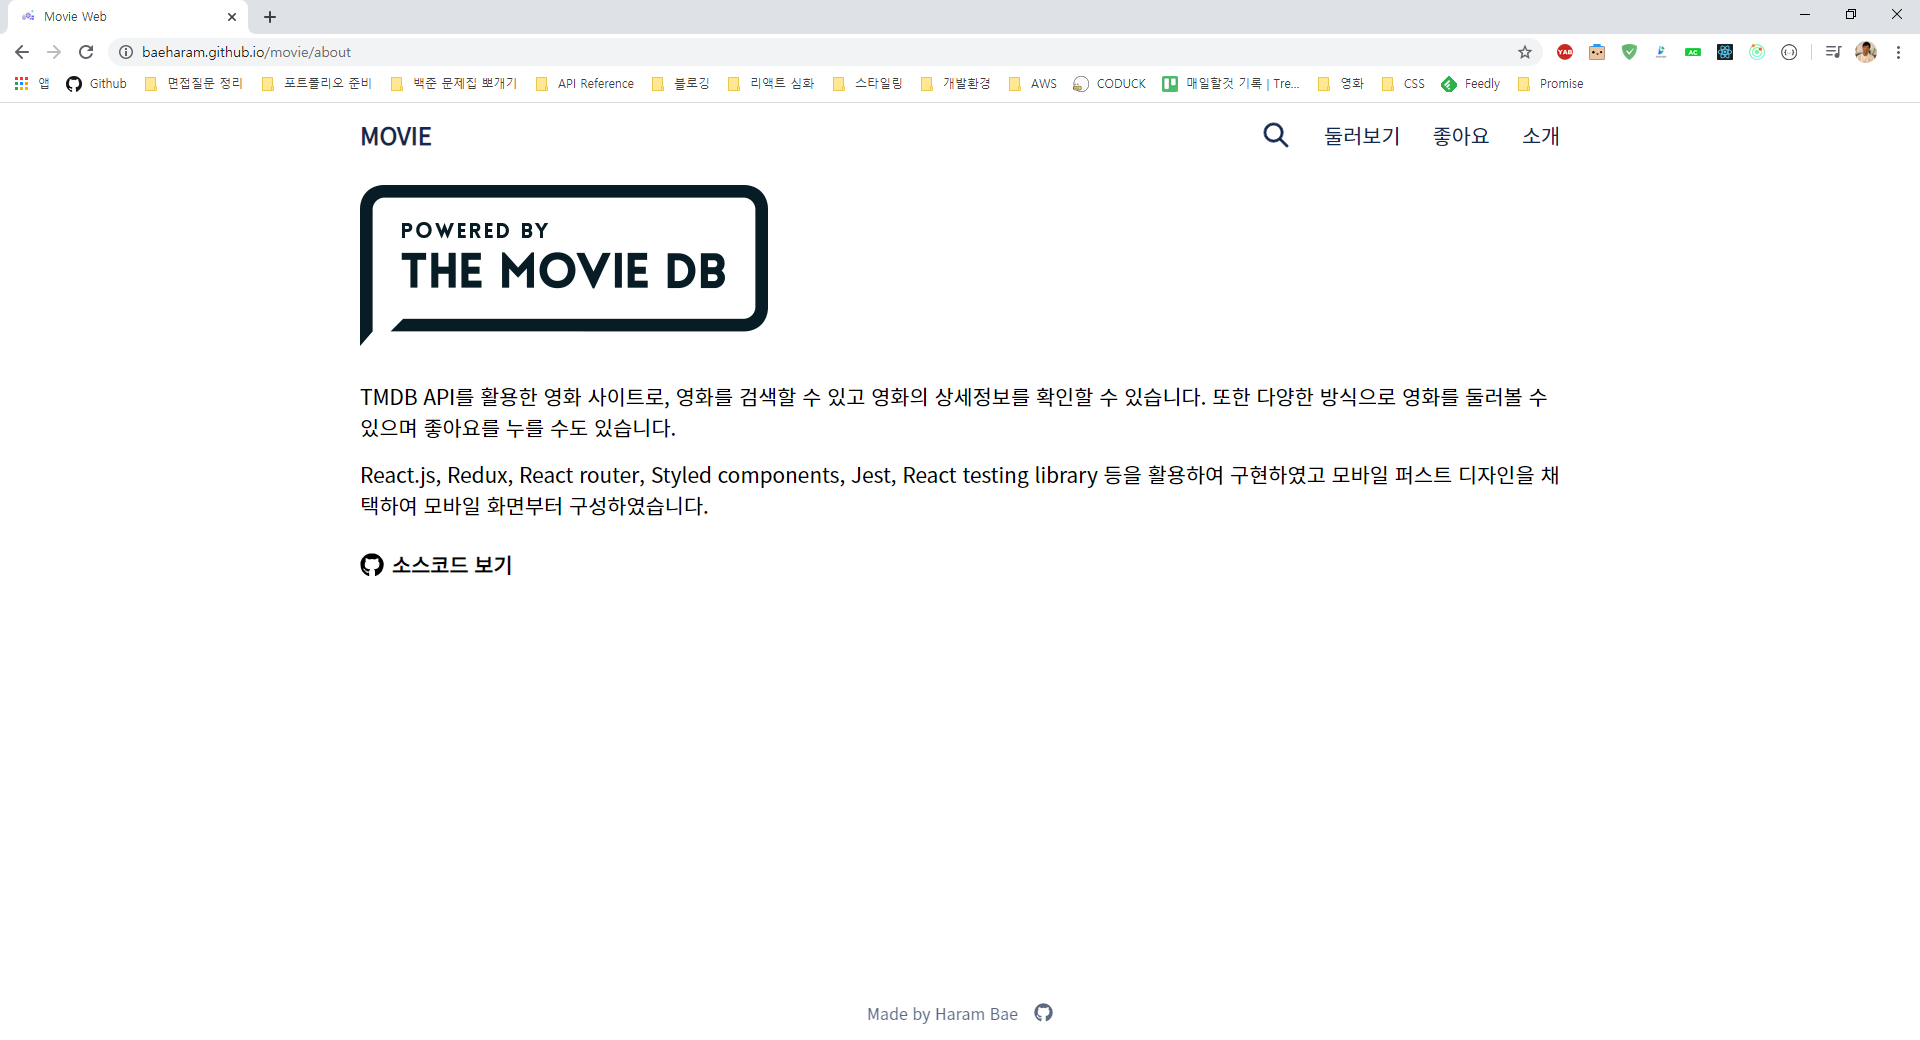 Movie Web
baeharam.github.io/movie/about
YAB
AC
앱 Github 면접질문 정리 포트폴리오 준비 백준 문제집 뽀개기 API Reference 블로깅 리액트 심화 스타일링 개발환경 AWS CODUCK 매일할것 기록 | Tre... 영화 CSS Feedly Promise
MOVIE 둘러보기 좋아요 소개
POWERED BY
THE MOVIE DB
TMDB API를 활용한 영화 사이트로, 영화를 검색할 수 있고 영화의 상세정보를 확인할 수 있습니다. 또한 다양한 방식으로 영화를 둘러볼 수
있으며 좋아요를 누를 수도 있습니다.
React.js, Redux, React router, Styled components, Jest, React testing library 등을 활용하여 구현하였고 모바일 퍼스트 디자인을 채
택하여 모바일 화면부터 구성하였습니다.
소스코드 보기
Made by Haram Bae